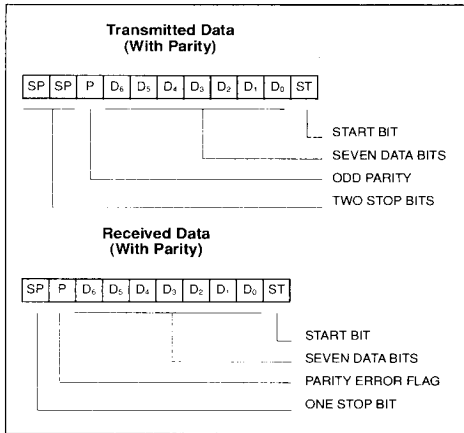 Transmitted Data
(With Parity)
SP SP P D₆ D₅ D₄ D₃ D₂ D₁ D₀ ST
START BIT
SEVEN DATA BITS
ODD PARITY
TWO STOP BITS
Received Data
(With Parity)
SP P D₆ D₅ D₄ D₃ D₂ D₁ D₀ ST
START BIT
SEVEN DATA BITS
PARITY ERROR FLAG
ONE STOP BIT